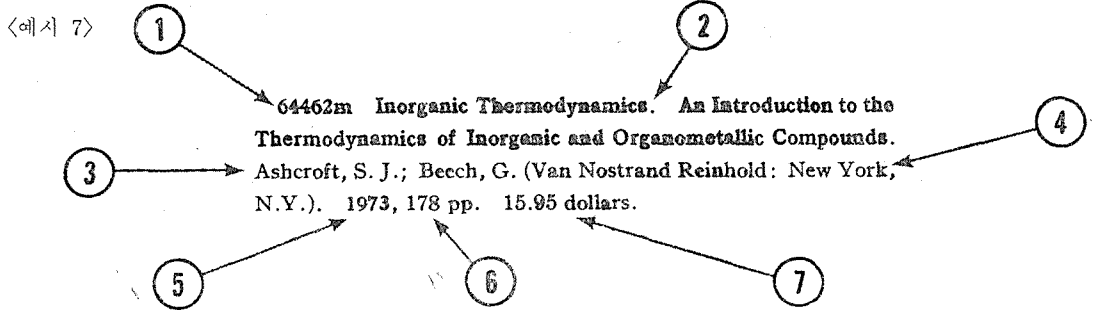 〈예시 7〉
1
2
64462m Inorganic Thermodynamics. An Introduction to the
Thermodynamics of Inorganic and Organometallic Compounds.
4
3
Ashcroft, S. J.; Beech, G. (Van Nostrand Reinhold: New York,
N.Y.). 1973, 178 pp. 15.95 dollars.
5
6
7